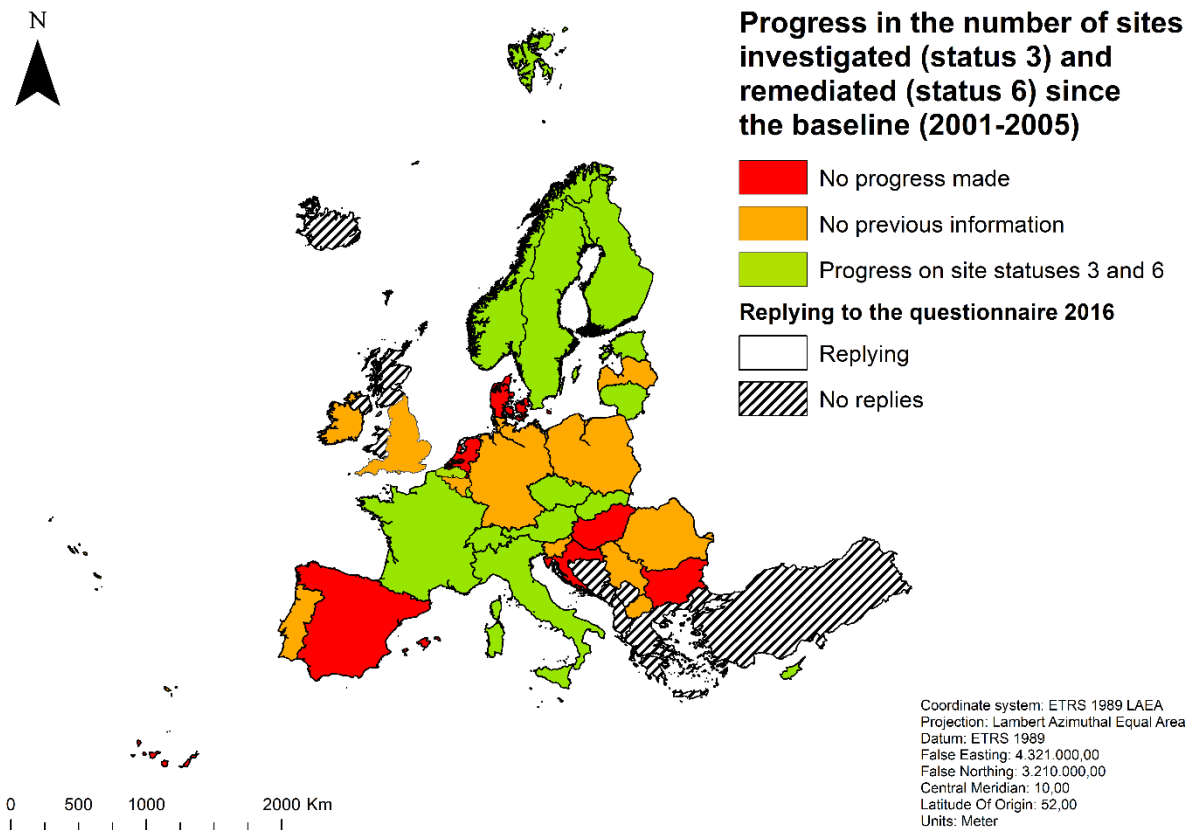 N
Progress in the number of sites
investigated (status 3) and
remediated (status 6) since
the baseline (2001-2005)
No progress made
No previous information
Progress on site statuses 3 and 6
Replying to the questionnaire 2016
Replying
No replies
Coordinate system: ETRS 1989 LAEA
Projection: Lambert Azimuthal Equal Area
Datum: ETRS 1989
False Easting: 4.321.000,00
False Northing: 3.210.000,00
Central Meridian: 10,00
Latitude Of Origin: 52,00
Units: Meter
0 500 1000 2000 Km